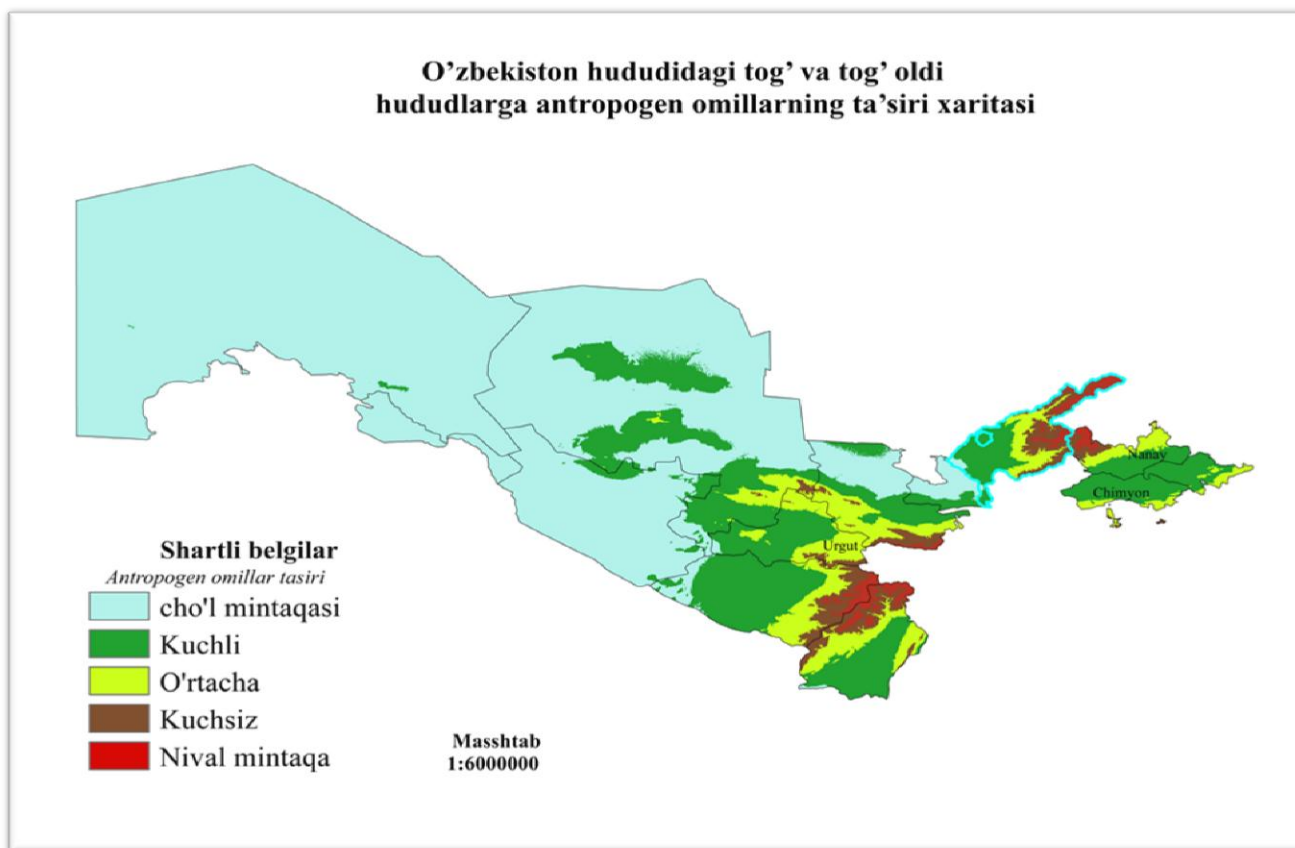 O’zbekiston hududidagi tog’ va tog’ oldi
hududlarga antropogen omillarning ta’siri xaritasi
Nanay
Chimyon
Urgut
Shartli belgilar
Antropogen omillar tasiri
cho'l mintaqasi
Kuchli
O'rtacha
Kuchsiz
Nival mintaqa
Masshtab
1:6000000